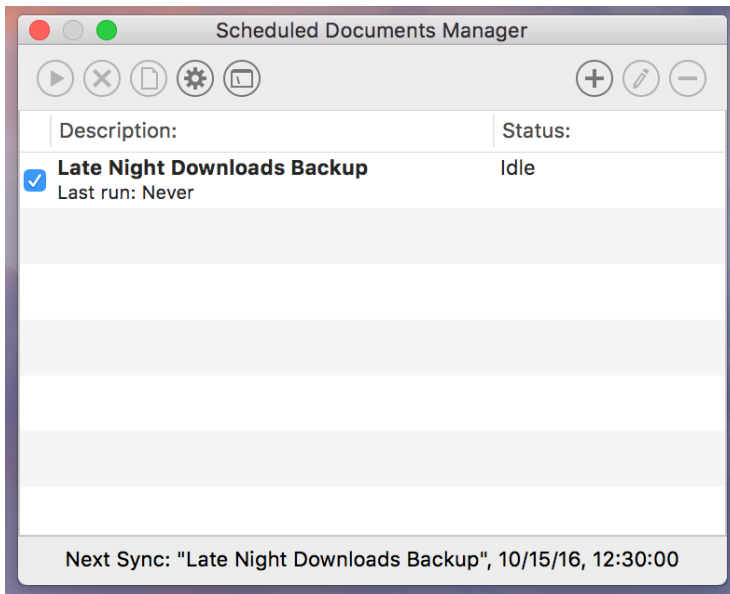 Scheduled Documents Manager
Description: Status:
Late Night Downloads Backup Idle
Last run: Never
Next Sync: "Late Night Downloads Backup", 10/15/16, 12:30:00